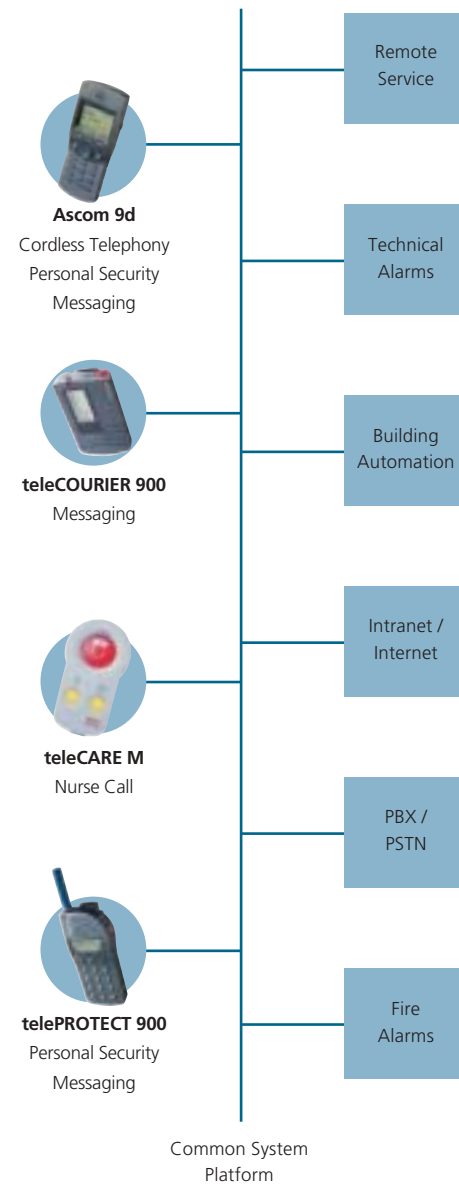 Remote
Service
Ascom 9d
Cordless Telephony
Personal Security
Messaging
Technical
Alarms
teleCOURIER 900
Messaging
Building
Automation
Intranet /
Internet
teleCARE M
Nurse Call
PBX /
PSTN
telePROTECT 900
Personal Security
Messaging
Fire
Alarms
Common System
Platform